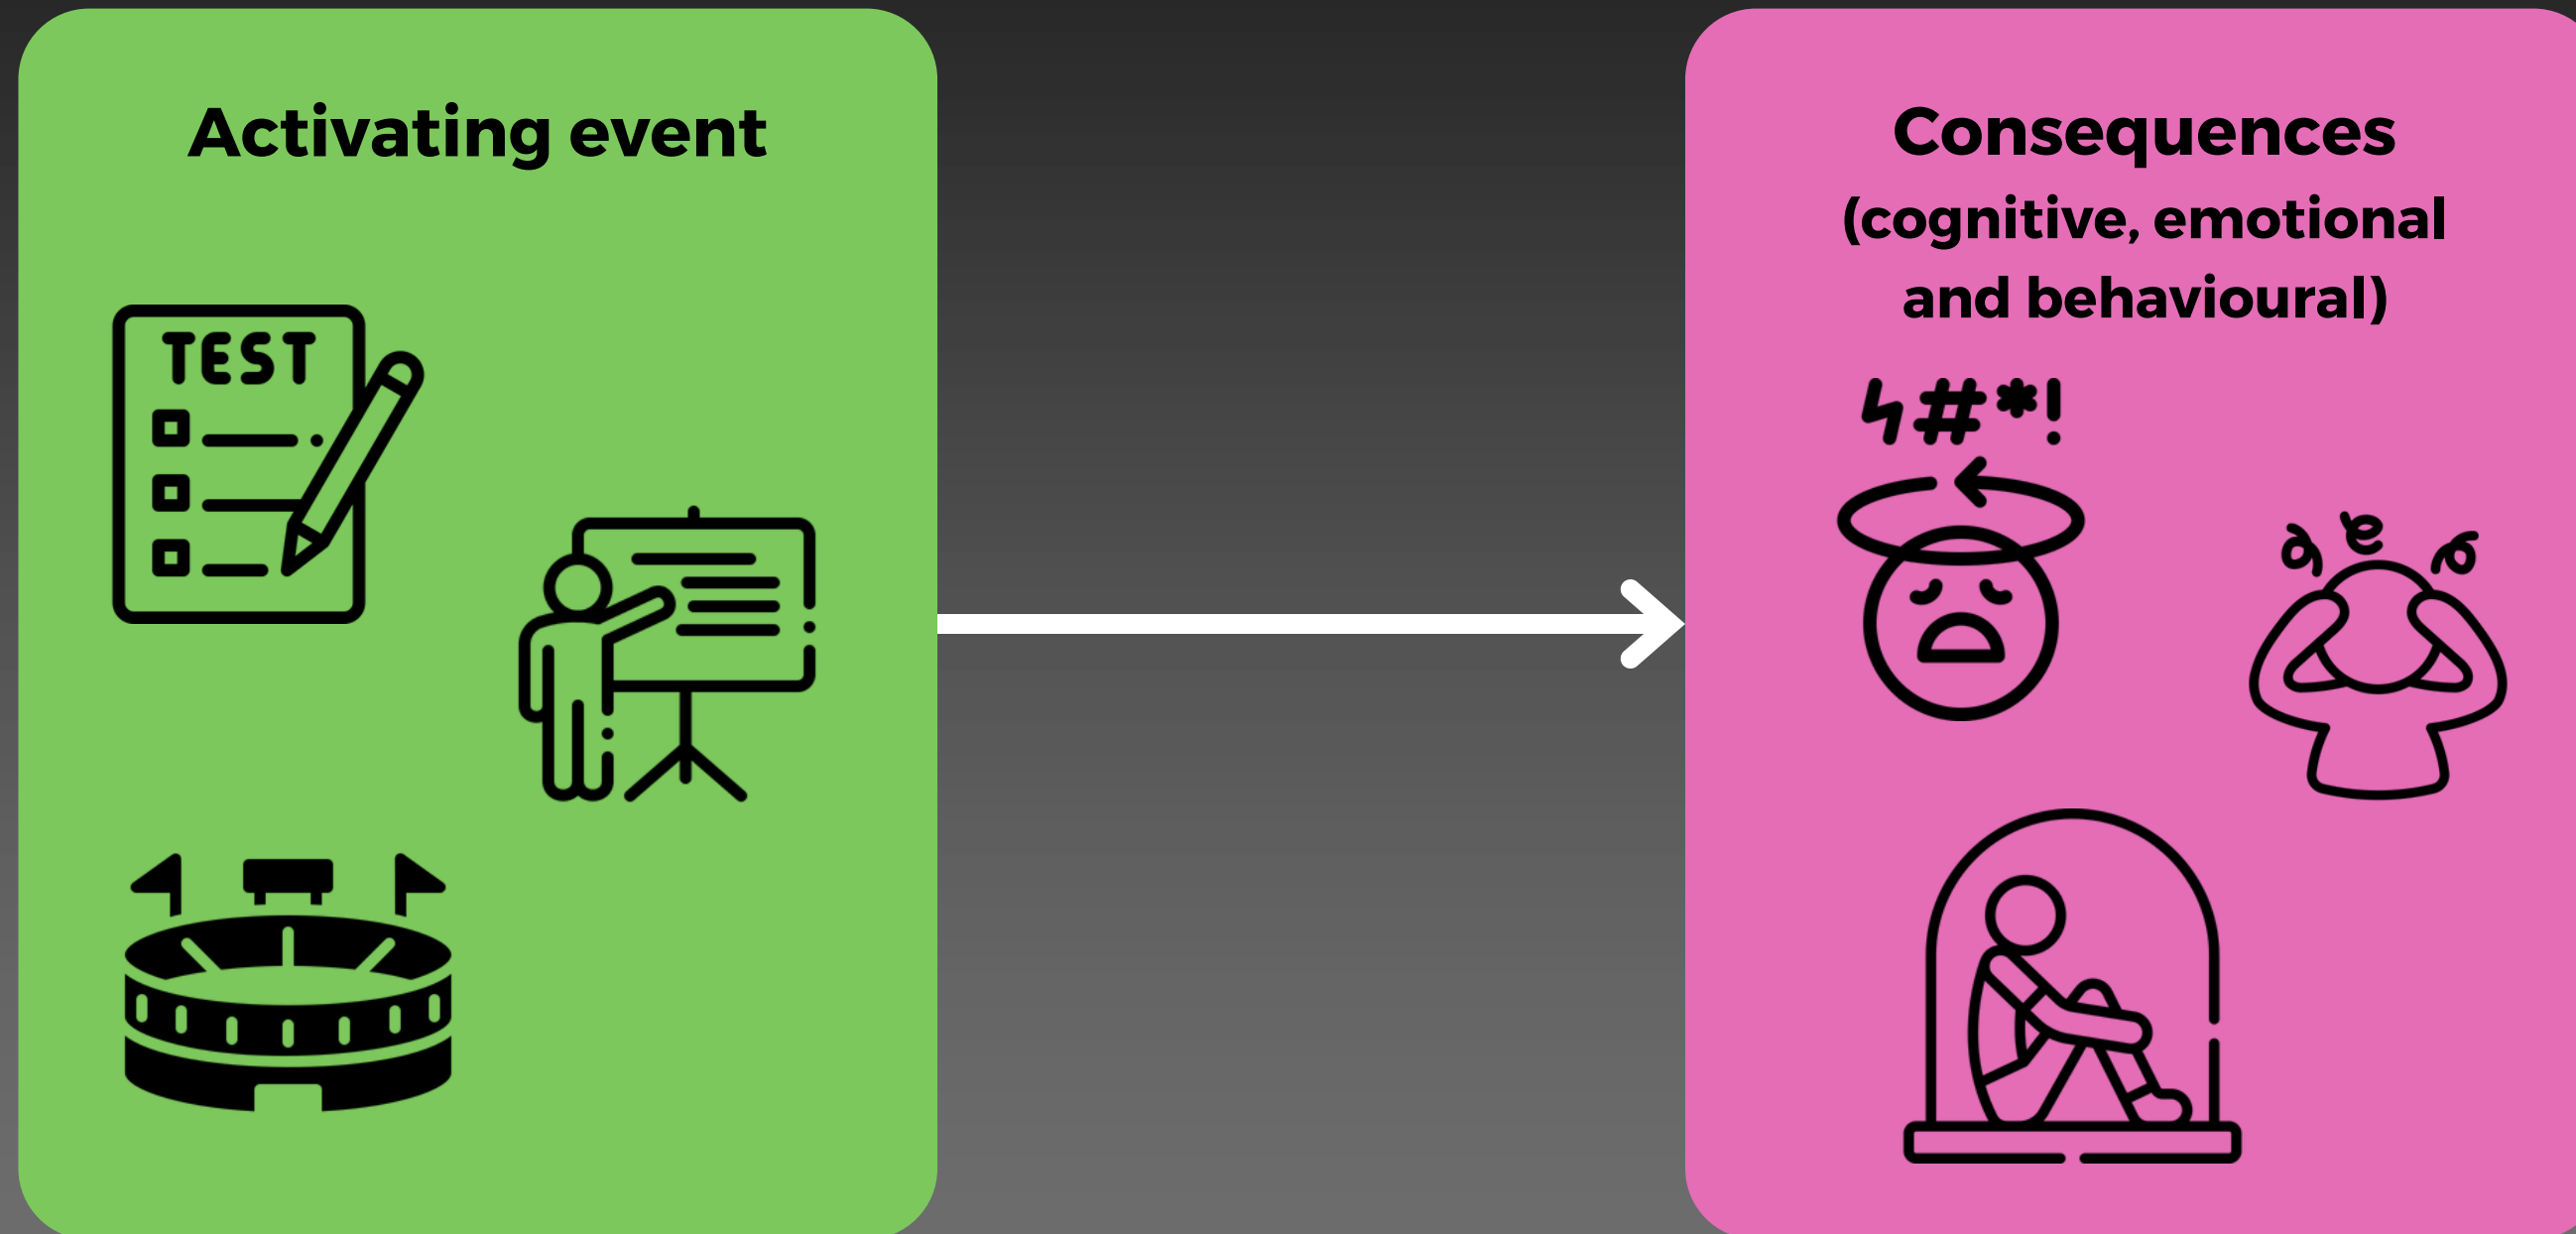 Activating event
TEST
Consequences
(cognitive, emotional
and behavioural)
#*!